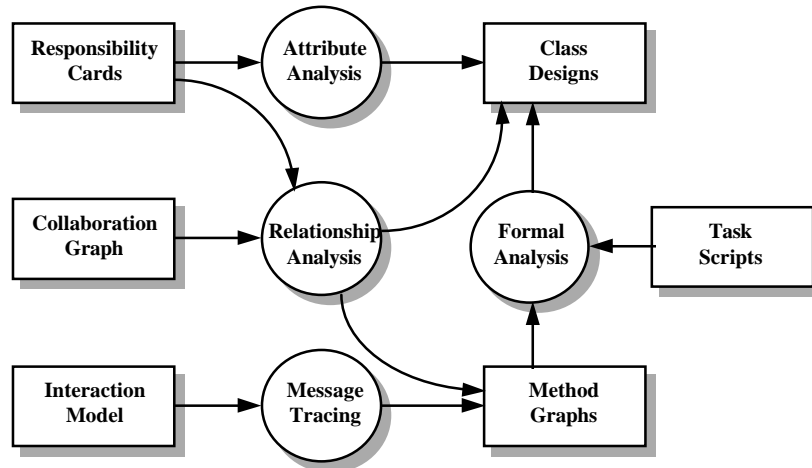 Responsibility
Cards
Attribute
Analysis
Class
Designs
Collaboration
Graph
Relationship
Analysis
Formal
Analysis
Task
Scripts
Interaction
Model
Message
Tracing
Method
Graphs